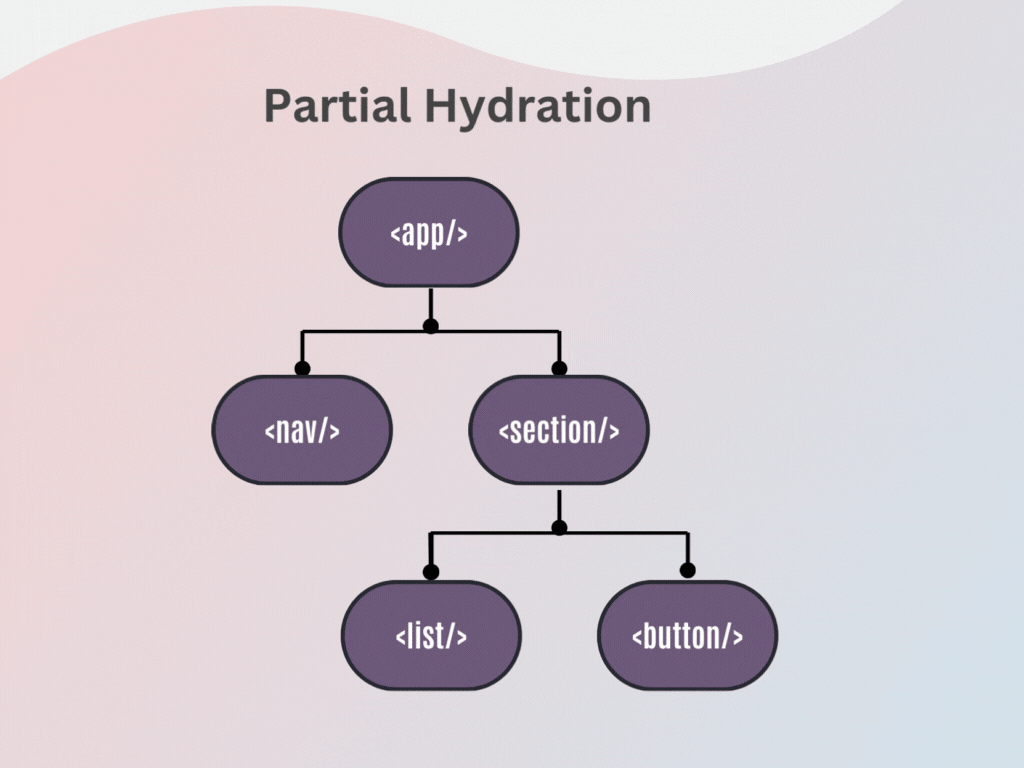 Partial Hydration
<app/>
<nav/>
<section/>
<list/>
<button/>